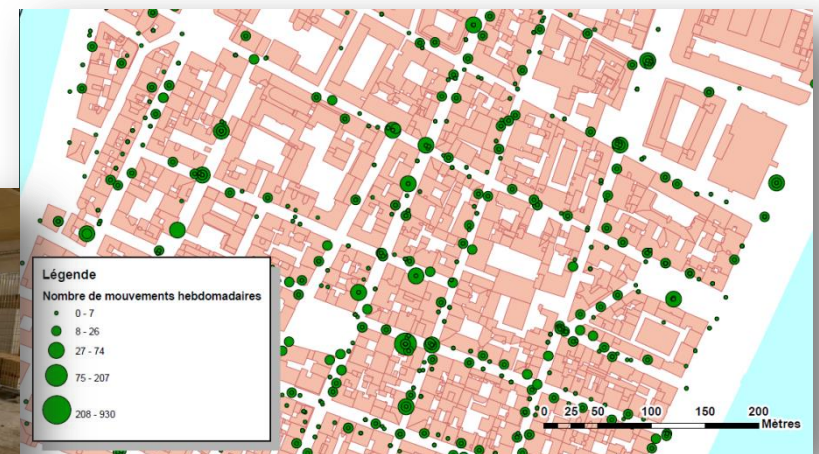 Légende
Nombre de mouvements hebdomadaires
0 - 7
8 - 26
27 - 74
75 - 207
208 - 930
0 25 50 100 150 200
Mètres